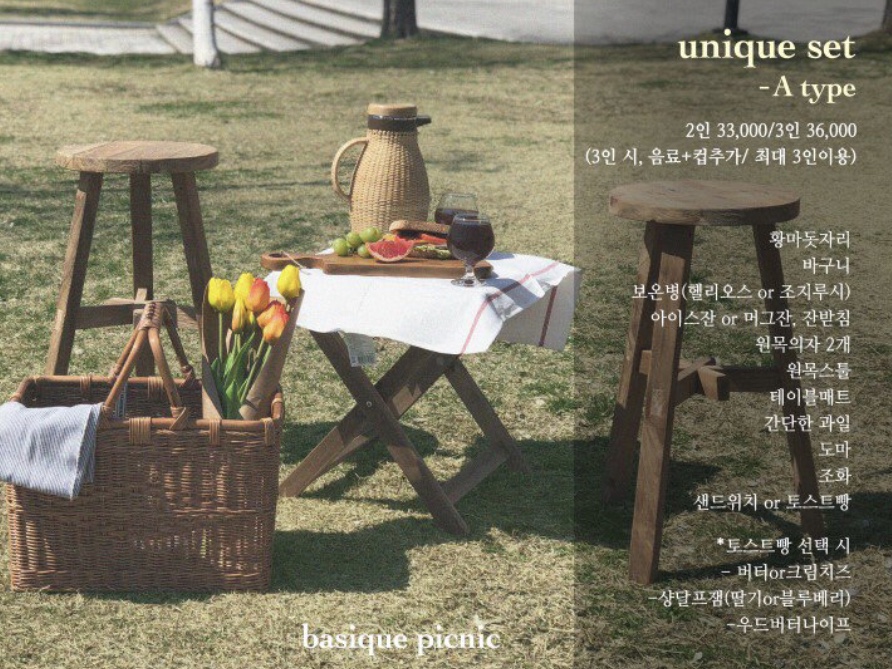 unique set
-A type
2인 33,000/3인 36,000
(3인 시, 음료+컵추가/ 최대 3인이용)
황마돗자리
바구니
보온병(헬리오스 or 조지루시)
아이스잔 or 머그잔, 잔받침
원목의자 2개
원목스툴
테이블매트
간단한 과일
도마
조화
샌드위치 or 토스트빵
*토스트빵 선택 시
- 버터or크림치즈
-샹달프잼(딸기or블루베리)
-우드버터나이프
basique picnic